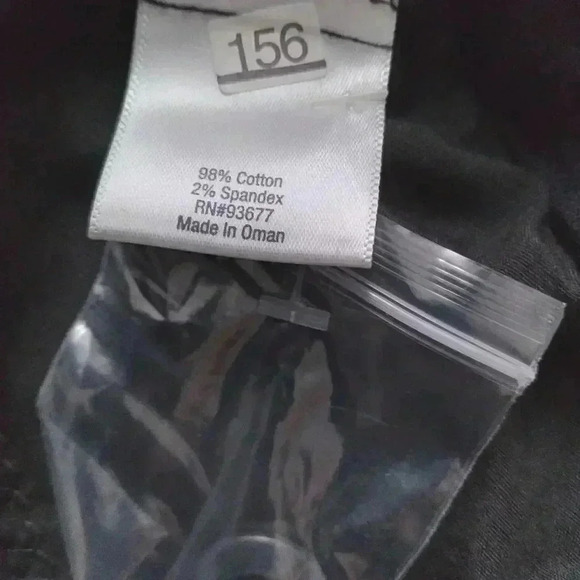 156
98% Cotton
2% Spandex
RN#93677
Made In Oman